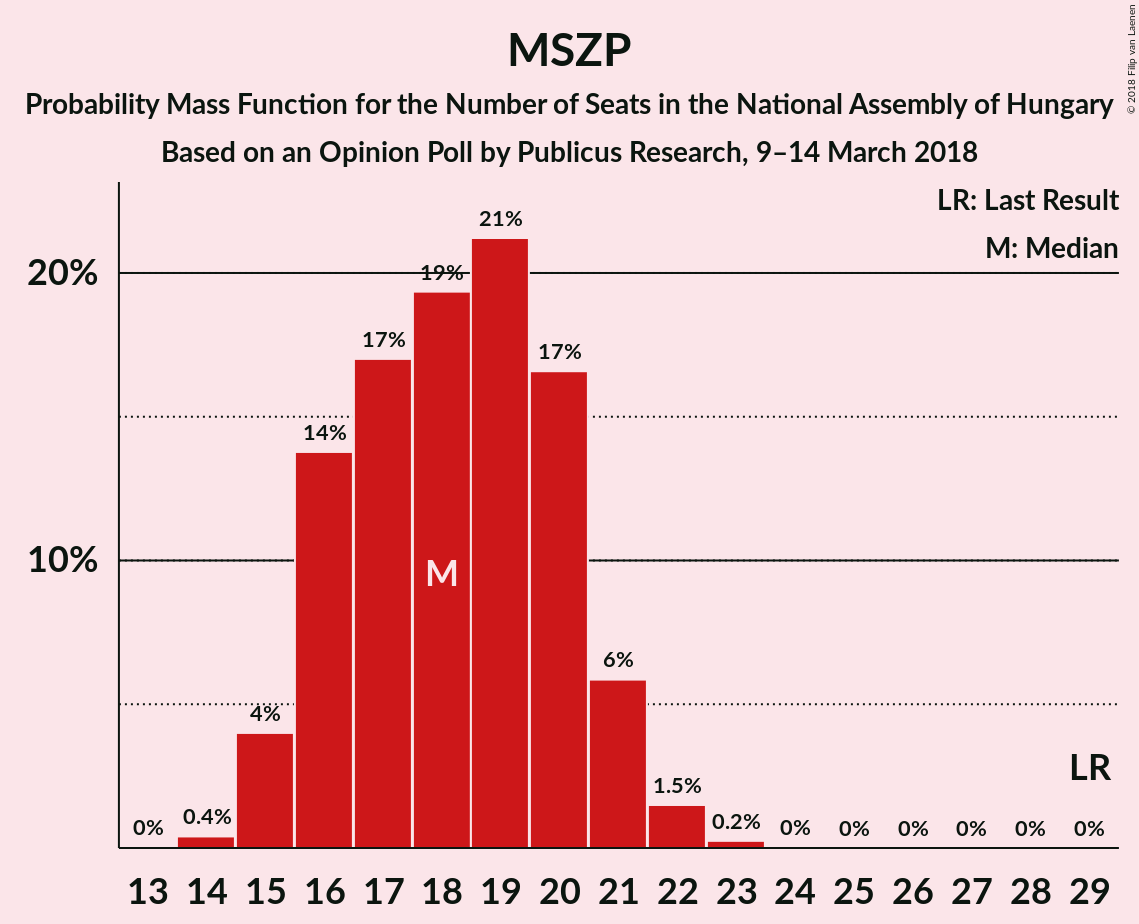 MSZP
Probability Mass Function for the Number of Seats in the National Assembly of Hungary
Based on an Opinion Poll by Publicus Research, 9–14 March 2018
© 2018 Filip van Laenen
LR: Last Result
M: Median
20%
10%
0%
0.4%
4%
14%
17%
19%
21%
17%
6%
1.5%
0.2%
0%
0%
0%
0%
0%
0%
M
LR
13 14 15 16 17 18 19 20 21 22 23 24 25 26 27 28 29